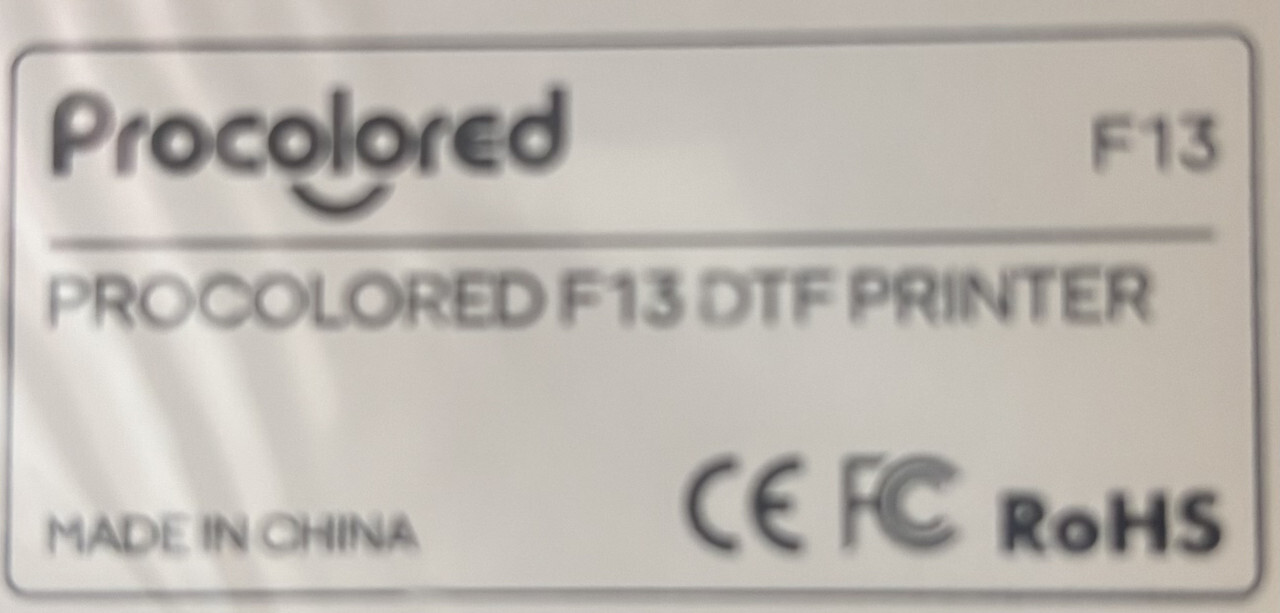 Procolored F13
PROCOLORED F13 DTF PRINTER
MADE IN CHINA CE FC RoHS